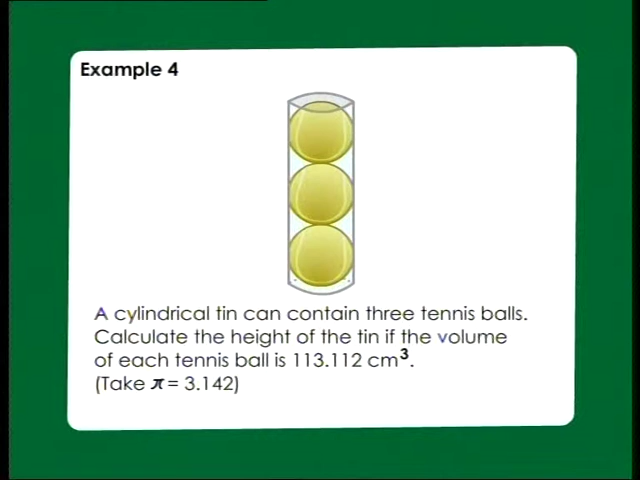 Example 4
A cylindrical tin can contain three tennis balls.
Calculate the height of the tin if the volume
of each tennis ball is 113.112 cm³.
(Take π = 3.142)